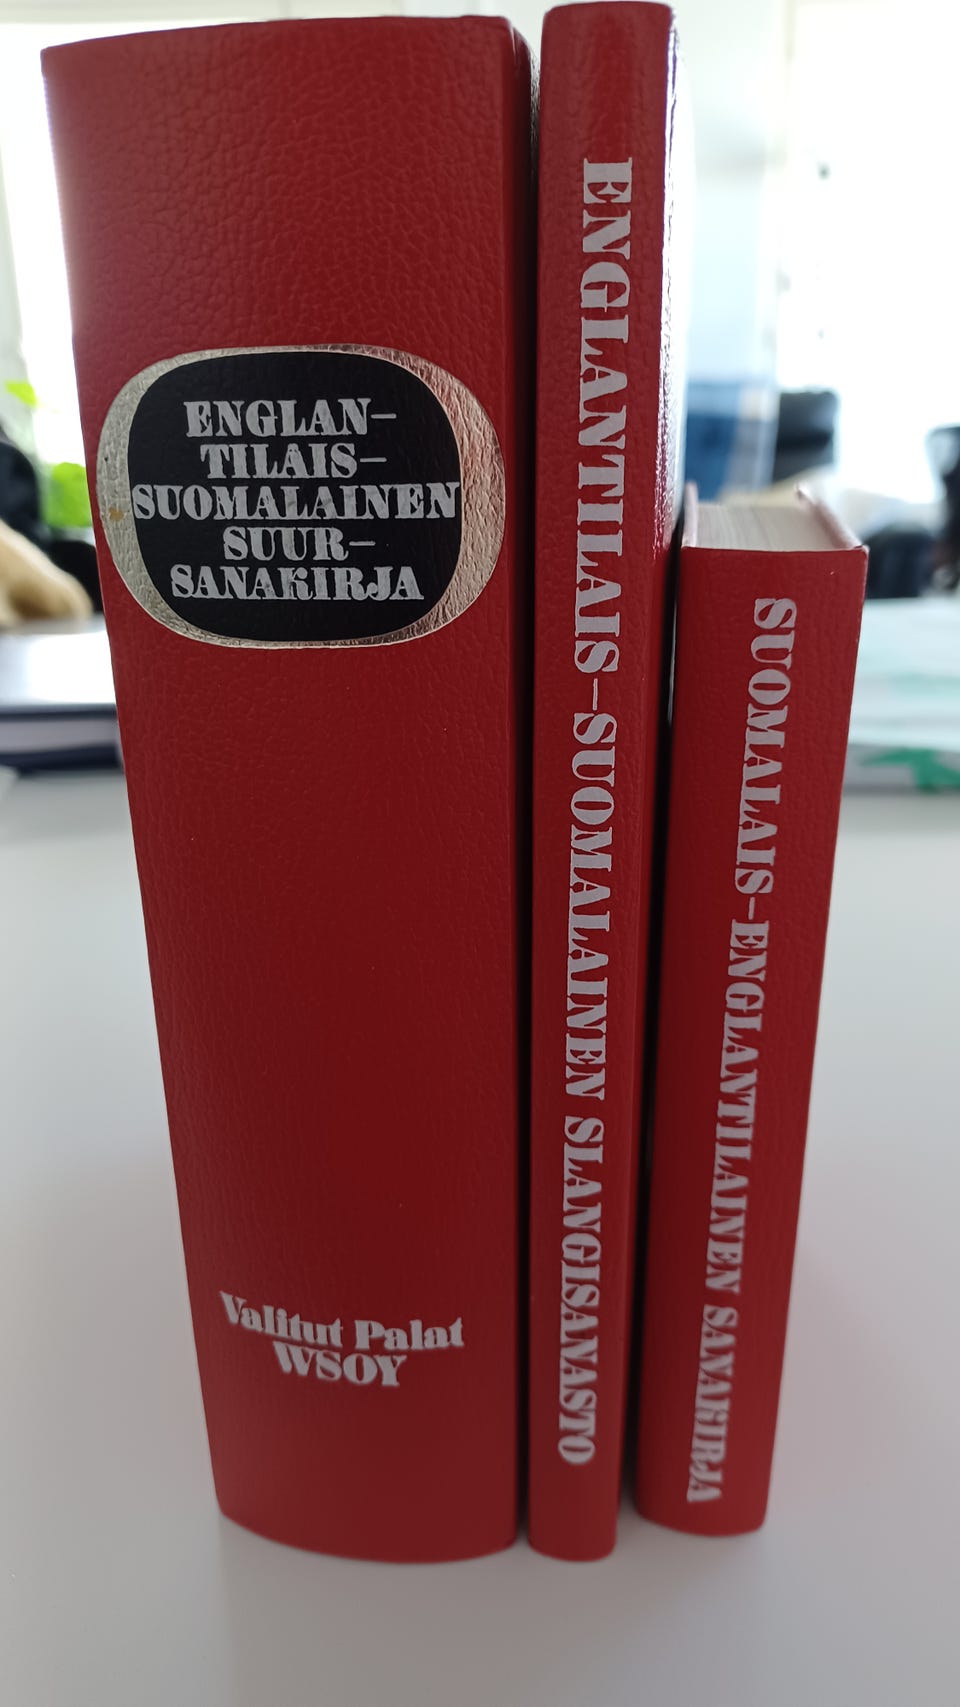 ENGLAN–
TILAIS–
SUOMALAINEN
SUUR–
SANAKIRJA
Valitut Palat
WSOY
ENGLANTILAIS–SUOMALAINEN SLANGISANASTO
SUOMALAIS–ENGLANTILAINEN SANAKIRJA